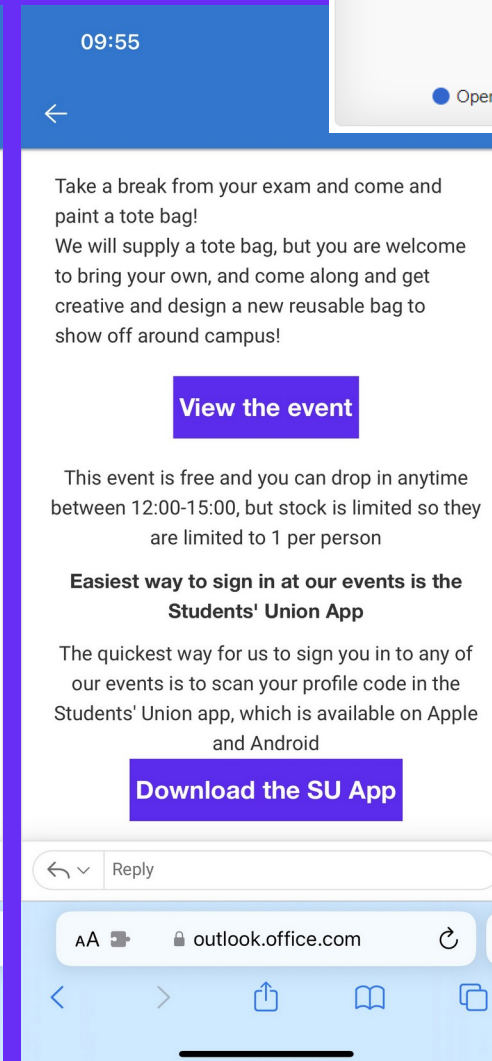 09:55
Take a break from your exam and come and
paint a tote bag!
We will supply a tote bag, but you are welcome
to bring your own, and come along and get
creative and design a new reusable bag to
show off around campus!
View the event
This event is free and you can drop in anytime
between 12:00-15:00, but stock is limited so they
are limited to 1 per person
Easiest way to sign in at our events is the
Students' Union App
The quickest way for us to sign you in to any of
our events is to scan your profile code in the
Students' Union app, which is available on Apple
and Android
Download the SU App
Reply
AA outlook.office.com